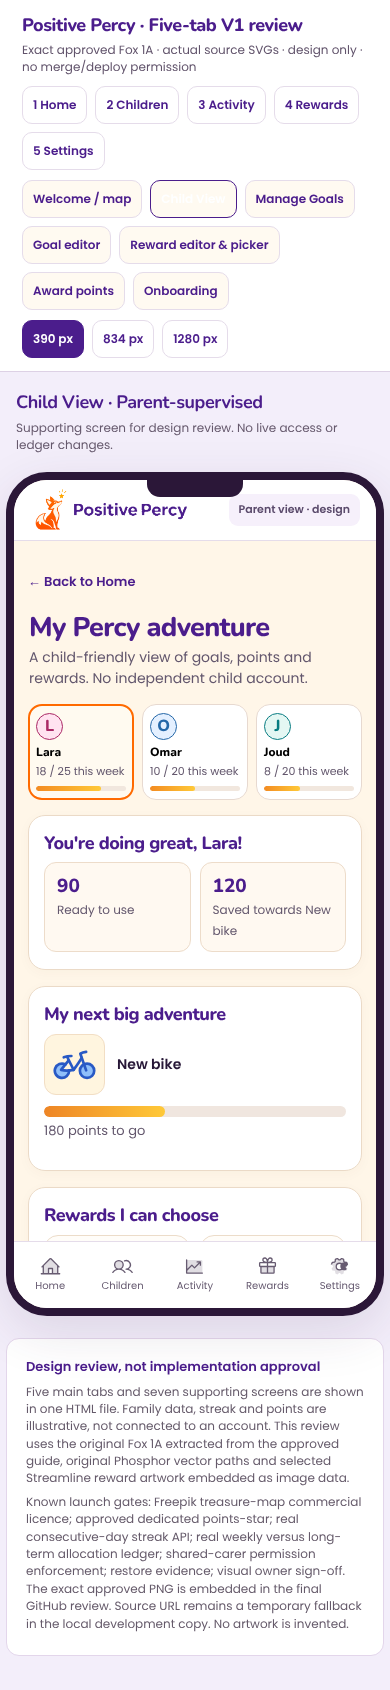 Positive Percy · Five-tab V1 review
Exact approved Fox 1A · actual source SVGs · design only ·
no merge/deploy permission
1 Home
2 Children
3 Activity
4 Rewards
5 Settings
Welcome / map
Child View
Manage Goals
Goal editor
Reward editor & picker
Award points
Onboarding
390 px
834 px
1280 px
Child View · Parent-supervised
Supporting screen for design review. No live access or
ledger changes.
Positive Percy
Parent view · design
← Back to Home
My Percy adventure
A child-friendly view of goals, points and
rewards. No independent child account.
L
Lara
18 / 25 this week
O
Omar
10 / 20 this week
J
Joud
8 / 20 this week
You're doing great, Lara!
90
Ready to use
120
Saved towards New
bike
My next big adventure
New bike
180 points to go
Rewards I can choose
Home
Children
Activity
Rewards
Settings
Design review, not implementation approval
Five main tabs and seven supporting screens are shown
in one HTML file. Family data, streak and points are
illustrative, not connected to an account. This review
uses the original Fox 1A extracted from the approved
guide, original Phosphor vector paths and selected
Streamline reward artwork embedded as image data.
Known launch gates: Freepik treasure-map commercial
licence; approved dedicated points-star; real
consecutive-day streak API; real weekly versus long-
term allocation ledger; shared-carer permission
enforcement; restore evidence; visual owner sign-off.
The exact approved PNG is embedded in the final
GitHub review. Source URL remains a temporary fallback
in the local development copy. No artwork is invented.